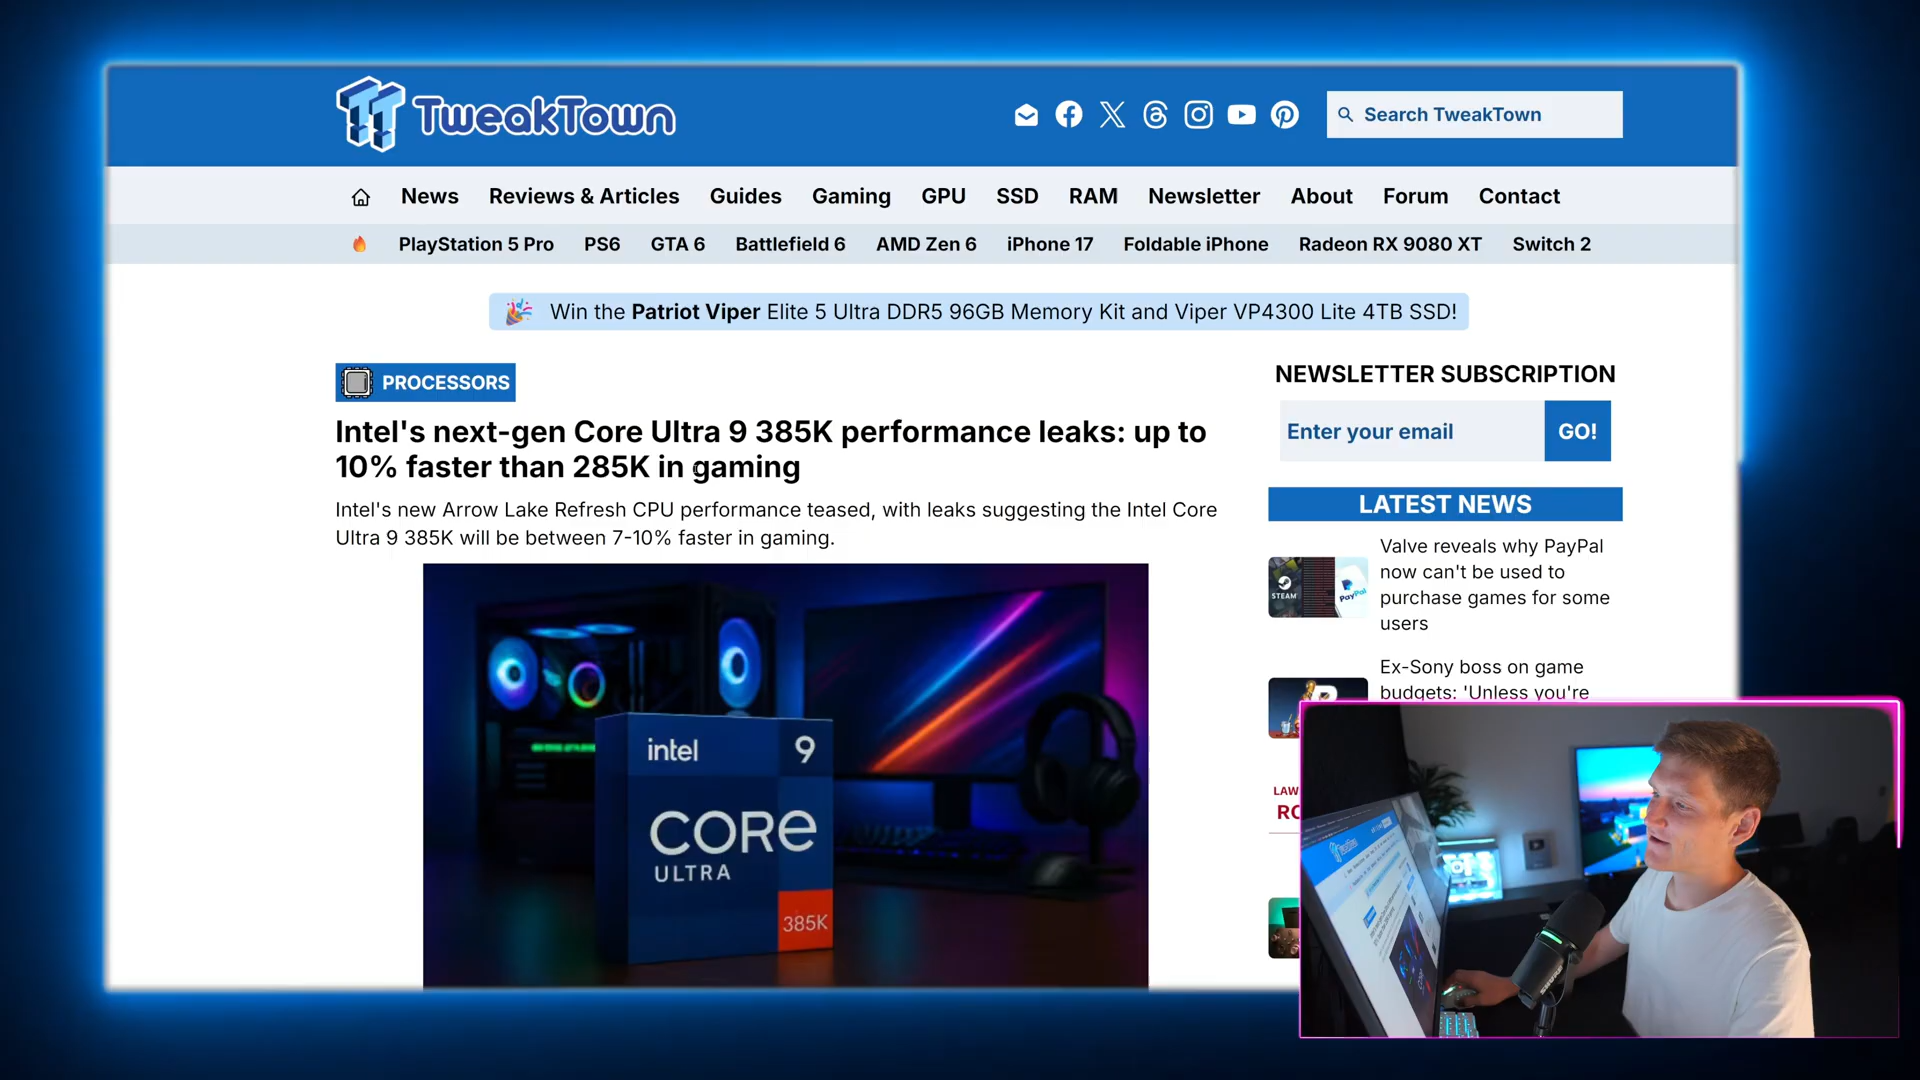 TweakTown
Search TweakTown
News Reviews & Articles Guides Gaming GPU SSD RAM Newsletter About Forum Contact
PlayStation 5 Pro PS6 GTA 6 Battlefield 6 AMD Zen 6 iPhone 17 Foldable iPhone Radeon RX 9080 XT Switch 2
Win the Patriot Viper Elite 5 Ultra DDR5 96GB Memory Kit and Viper VP4300 Lite 4TB SSD!
PROCESSORS
Intel's next-gen Core Ultra 9 385K performance leaks: up to
10% faster than 285K in gaming
Intel's new Arrow Lake Refresh CPU performance teased, with leaks suggesting the Intel Core
Ultra 9 385K will be between 7-10% faster in gaming.
intel 9
CORE
ULTRA
385K
NEWSLETTER SUBSCRIPTION
Enter your email GO!
LATEST NEWS
STEAM PayPal
Valve reveals why PayPal
now can't be used to
purchase games for some
users
Ex-Sony boss on game
budgets: 'Unless you're
LAW
RO
TweakTown
SHURE